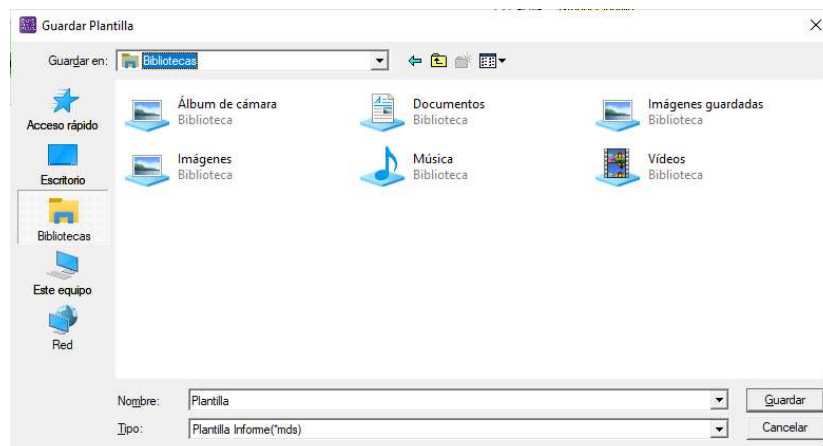 Guardar Plantilla
Guardar en: Bibliotecas
Acceso rápido
Escritorio
Bibliotecas
Este equipo
Red
Álbum de cámara
Biblioteca
Documentos
Biblioteca
Imágenes guardadas
Biblioteca
Imágenes
Biblioteca
Música
Biblioteca
Vídeos
Biblioteca
Nombre: Plantilla Guardar
Tipo: Plantilla Informe(*mds) Cancelar